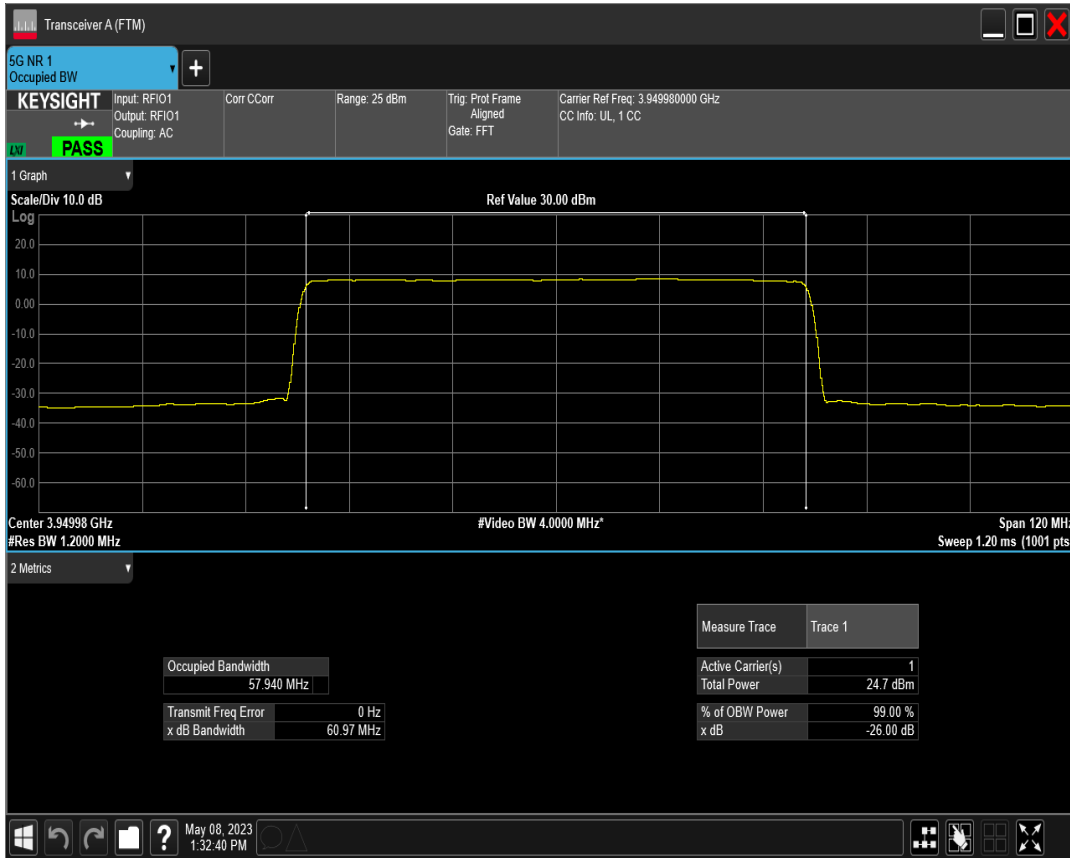 Transceiver A (FTM)
5G NR 1
Occupied BW
+
KEYSIGHT
LXI
PASS
Input: RFIO1
Output: RFIO1
Coupling: AC
Corr CCorr
Range: 25 dBm
Trig: Prot Frame
Aligned
Gate: FFT
Carrier Ref Freq: 3.949980000 GHz
CC Info: UL, 1 CC
1 Graph
Scale/Div 10.0 dB
Ref Value 30.00 dBm
Log
20.0
10.0
0.00
-10.0
-20.0
-30.0
-40.0
-50.0
-60.0
Center 3.94998 GHz
#Video BW 4.0000 MHz*
Span 120 MHz
#Res BW 1.2000 MHz
Sweep 1.20 ms (1001 pts
2 Metrics
Measure Trace Trace 1
Occupied Bandwidth
57.940 MHz
Active Carrier(s) 1
Total Power 24.7 dBm
Transmit Freq Error 0 Hz
x dB Bandwidth 60.97 MHz
% of OBW Power 99.00 %
x dB -26.00 dB
?
May 08, 2023
1:32:40 PM